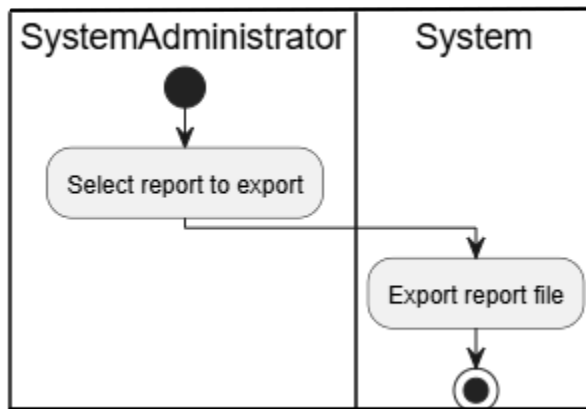 SystemAdministrator
System
Select report to export
Export report file